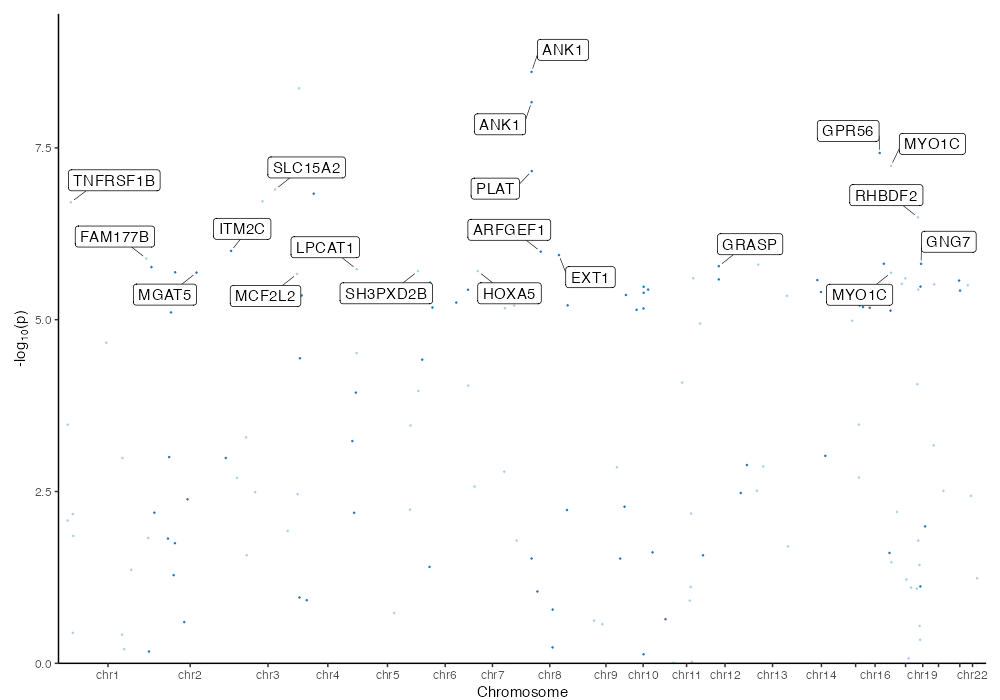 ANK1
ANK1
GPR56
MYO1C
7.5
SLC15A2
TNFRSF1B
PLAT
RHBDF2
ITM2C
ARFGEF1
FAM177B
LPCAT1
GRASP
GNG7
EXT1
MGAT5
MCF2L2
SH3PXD2B
HOXA5
MYO1C
5.0
-log10(p)
2.5
0.0
chr1 chr2 chr3 chr4 chr5 chr6 chr7 chr8 chr9 chr10 chr11 chr12 chr13 chr14 chr16 chr19 chr22
Chromosome